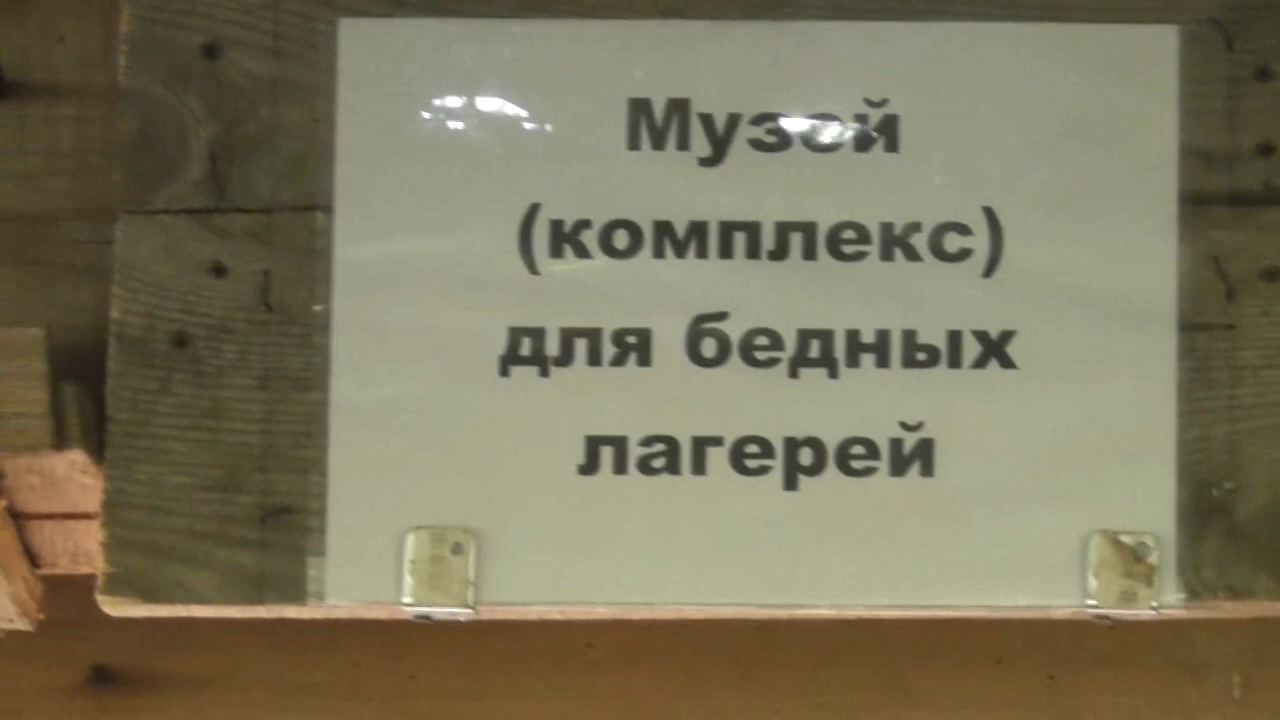 Музей
(комплекс)
для бедных
лагерей